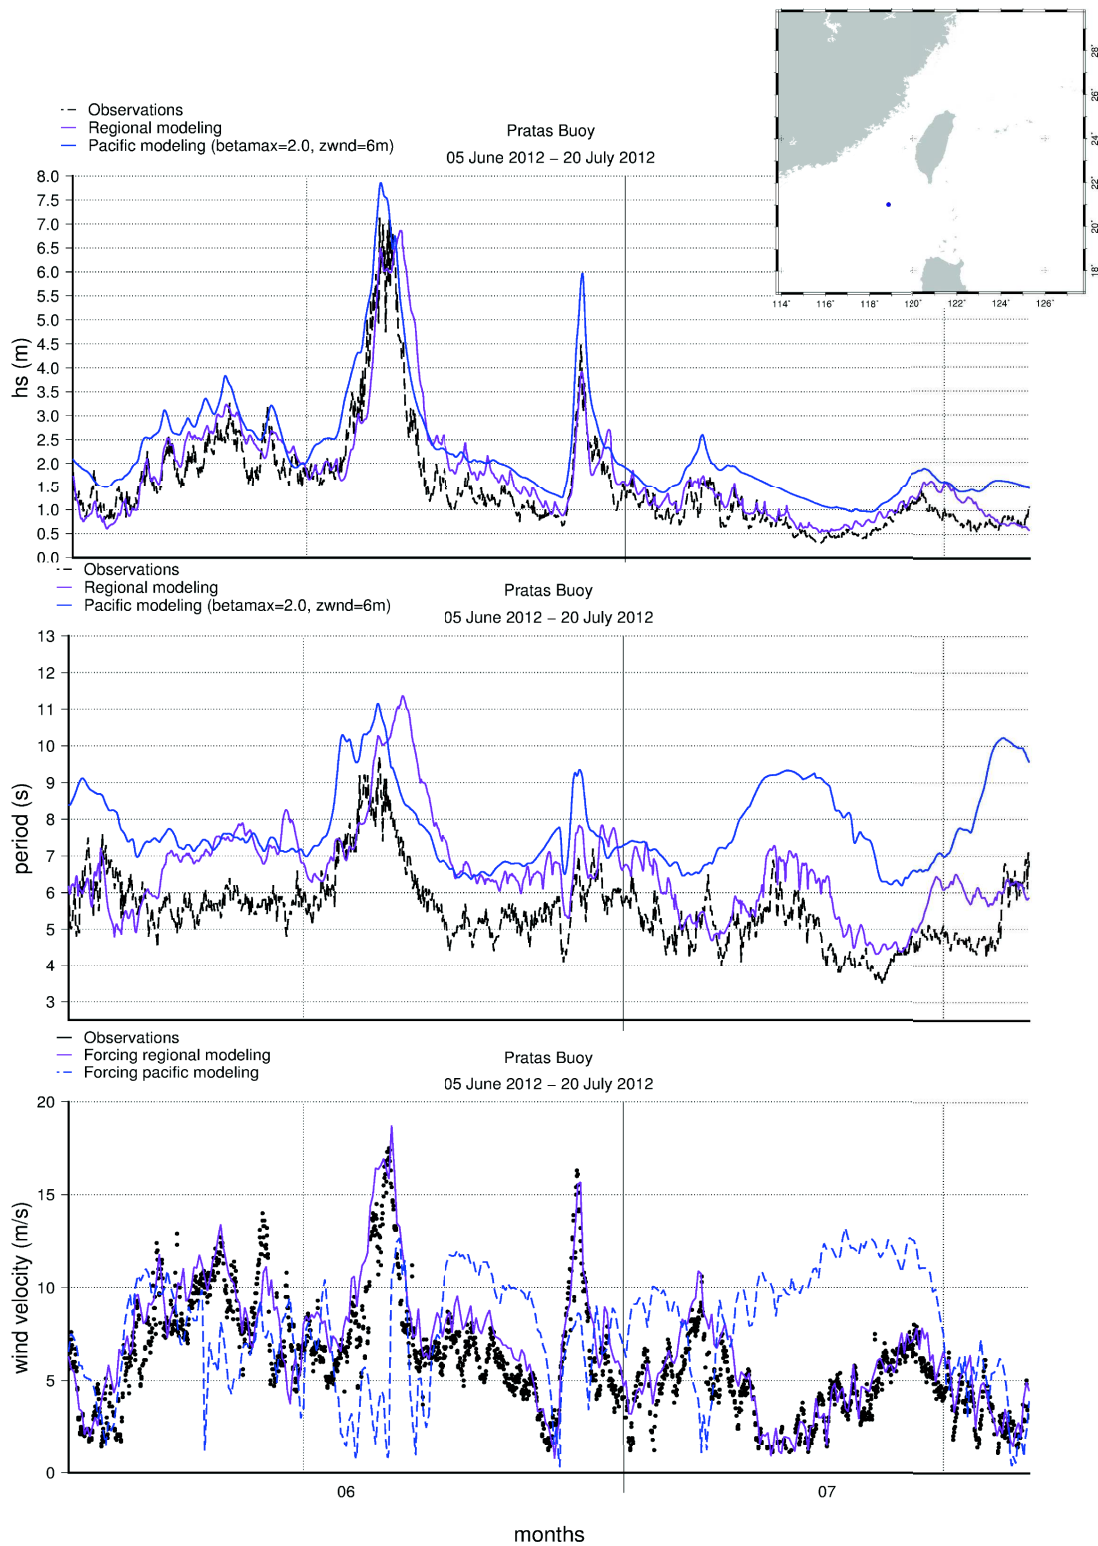 28°
26°
24°
22°
20°
18°
114° 116° 118° 120° 122° 124° 126°
Observations
Regional modeling
Pacific modeling (betamax=2.0, zwnd=6m)
Pratas Buoy
05 June 2012 – 20 July 2012
hs (m)
8.0
7.5
7.0
6.5
6.0
5.5
5.0
4.5
4.0
3.5
3.0
2.5
2.0
1.5
1.0
0.5
0.0
Observations
Regional modeling
Pacific modeling (betamax=2.0, zwnd=6m)
Pratas Buoy
05 June 2012 – 20 July 2012
period (s)
13
12
11
10
9
8
7
6
5
4
3
Observations
Forcing regional modeling
Forcing pacific modeling
Pratas Buoy
05 June 2012 – 20 July 2012
wind velocity (m/s)
20
15
10
5
0
06 07
months